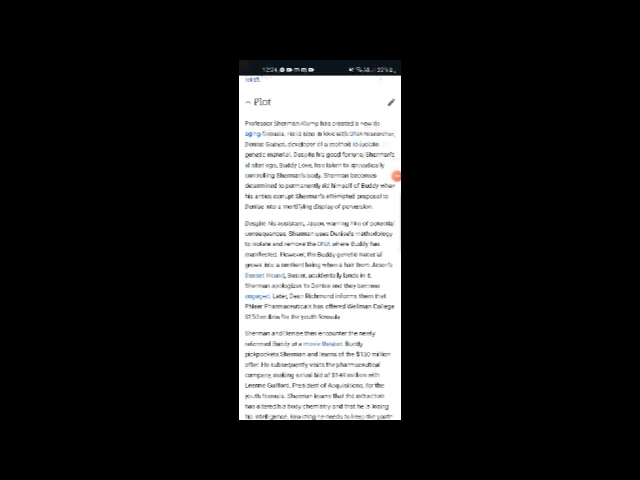 12:24
Plot
Professor Sherman Klump has created a new de-
aging formula. He is also in love with DNA researcher,
Denise Gaines, developer of a method to isolate
genetic material. Despite his good fortune, Sherman's
alter ego, Buddy Love, has taken to sporadically
controlling Sherman's body. Sherman becomes
determined to permanently rid himself of Buddy when
his antics corrupt Sherman's attempted proposal to
Denise into a mortifying display of perversion.
Despite his assistant, Jason, warning him of potential
consequences, Sherman uses Denise's methodology
to isolate and remove the DNA where Buddy has
manifested. However, the Buddy genetic material
grows into a sentient being when a hair from Jason's
Basset Hound, Buster, accidentally lands in it.
Sherman apologizes to Denise and they become
engaged. Later, Dean Richmond informs them that
Phleer Pharmaceuticals has offered Wellman College
$150 million for the youth formula.
Sherman and Denise then encounter the newly
reformed Buddy at a movie theater. Buddy
pickpockets Sherman and learns of the $150 million
offer. He subsequently visits the pharmaceutical
company, making a rival bid of $149 million with
Leanne Guilford, President of Acquisitions, for the
youth formula. Sherman learns that the extraction
has altered his body chemistry and that he is losing
his intelligence. Realizing he needs to keep the youth